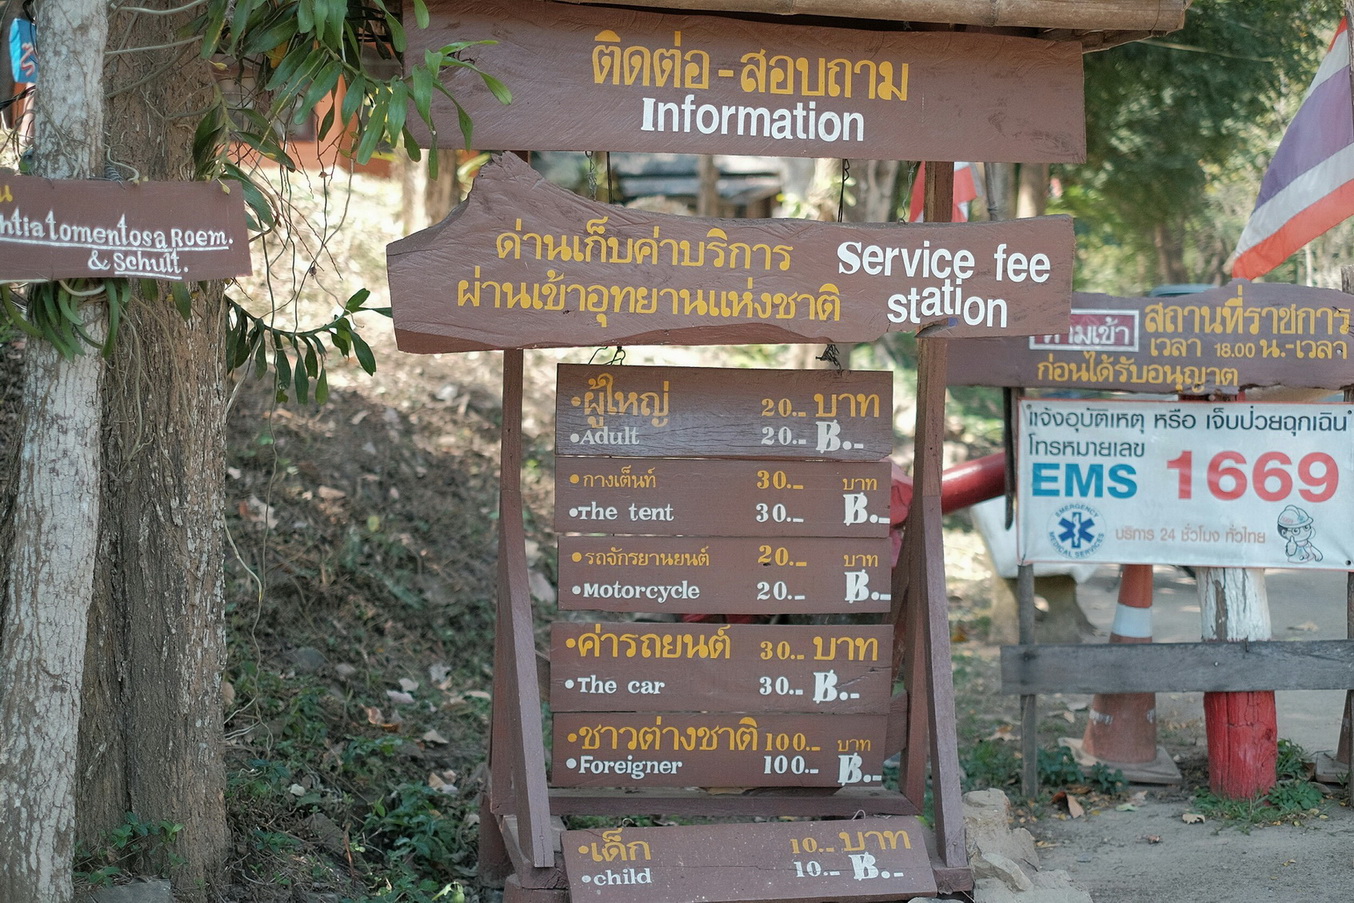 ติดต่อ - สอบถาม
Information
ด่านเก็บค่าบริการ
ผ่านเข้าอุทยานแห่งชาติ
Service fee
station
•ผู้ใหญ่ 20.- บาท
•Adult 20.- ฿.-
•กางเต็นท์ 30.- บาท
•The tent 30.- ฿.-
•รถจักรยานยนต์ 20.- บาท
•Motorcycle 20.- ฿.-
•ค่ารถยนต์ 30.- บาท
•The car 30.- ฿.-
•ชาวต่างชาติ 100.- บาท
•Foreigner 100.- ฿.-
•เด็ก 10.- บาท
•child 10.- ฿.-
tomentosa Roem.
& Schult.
ห้ามเข้า สถานที่ราชการ
เวลา 18.00 น.-เวลา
ก่อนได้รับอนุญาต
แจ้งอุบัติเหตุ หรือ เจ็บป่วยฉุกเฉิน
โทรหมายเลข
EMS 1669
EMERGENCY
MEDICAL SERVICES
บริการ 24 ชั่วโมง ทั่วไทย